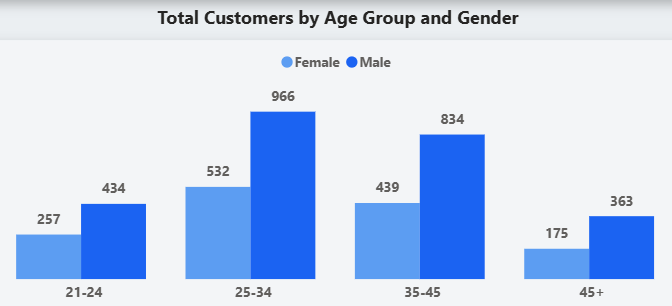 Total Customers by Age Group and Gender
Female Male
257 434 532 966 439 834 175 363
21-24 25-34 35-45 45+